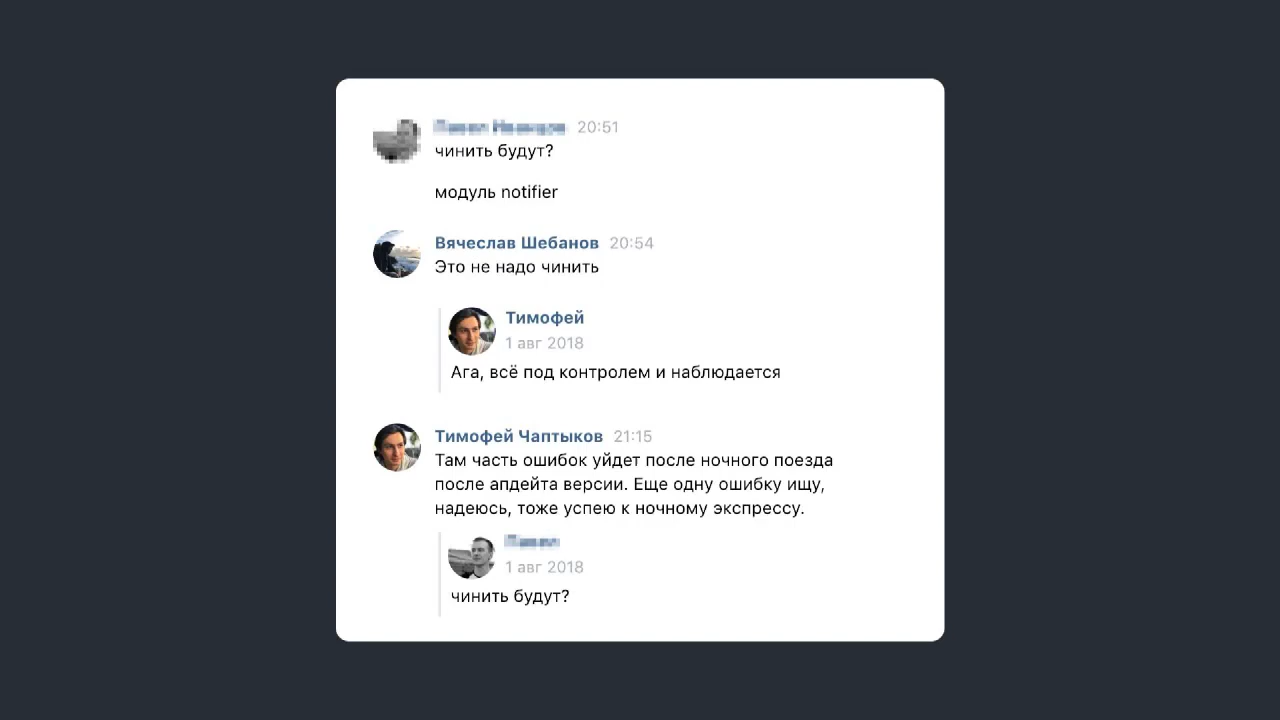 20:51
чинить будут?
модуль notifier
Вячеслав Шебанов 20:54
Это не надо чинить
Тимофей
1 авг 2018
Ага, всё под контролем и наблюдается
Тимофей Чаптыков 21:15
Там часть ошибок уйдет после ночного поезда
после апдейта версии. Еще одну ошибку ищу,
надеюсь, тоже успею к ночному экспрессу.
1 авг 2018
чинить будут?